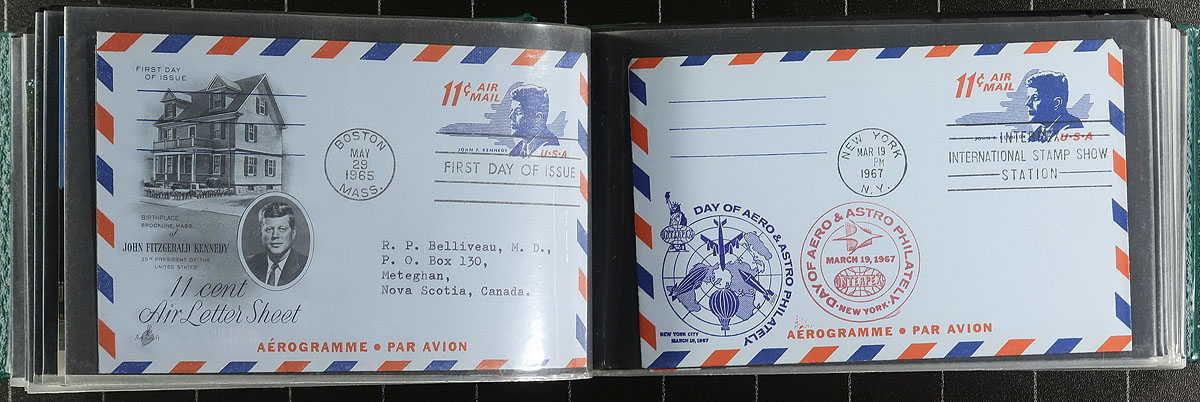 FIRST DAY
OF ISSUE
11¢ AIR
MAIL
JOHN F. KENNEDY
U·S·A
BOSTON
MAY
29
1965
MASS.
FIRST DAY OF ISSUE
BIRTHPLACE
BROOKLINE, MASS.
of
JOHN FITZGERALD KENNEDY
35TH PRESIDENT OF THE
UNITED STATES
11 cent
Air Letter Sheet
R. P. Belliveau, M. D.,
P. O. Box 130,
Meteghan,
Nova Scotia, Canada.
AÉROGRAMME • PAR AVION
11¢ AIR
MAIL
U·S·A
NEW YORK
MAR 19
PM
1967
N.Y.
INTERPEX
INTERNATIONAL STAMP SHOW
STATION
DAY OF AERO & ASTRO PHILATELY
INTERPEX
NEW YORK CITY
MARCH 19, 1967
DAY OF AERO & ASTRO PHILATELY
MARCH 19, 1967
INTERPEX
NEW YORK
AÉROGRAMME • PAR AVION